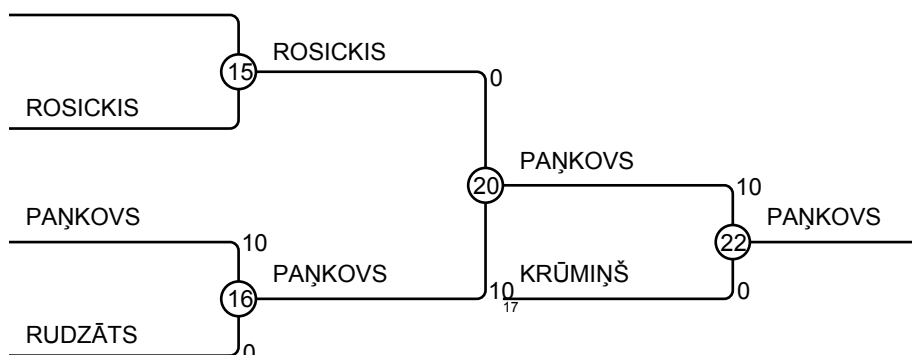 15
ROSICKIS
0
ROSICKIS
20
PAŅKOVS
10
PAŅKOVS
22
PAŅKOVS
10
16
PAŅKOVS
10
17
KRŪMIŅŠ
0
RUDZĀTS
0